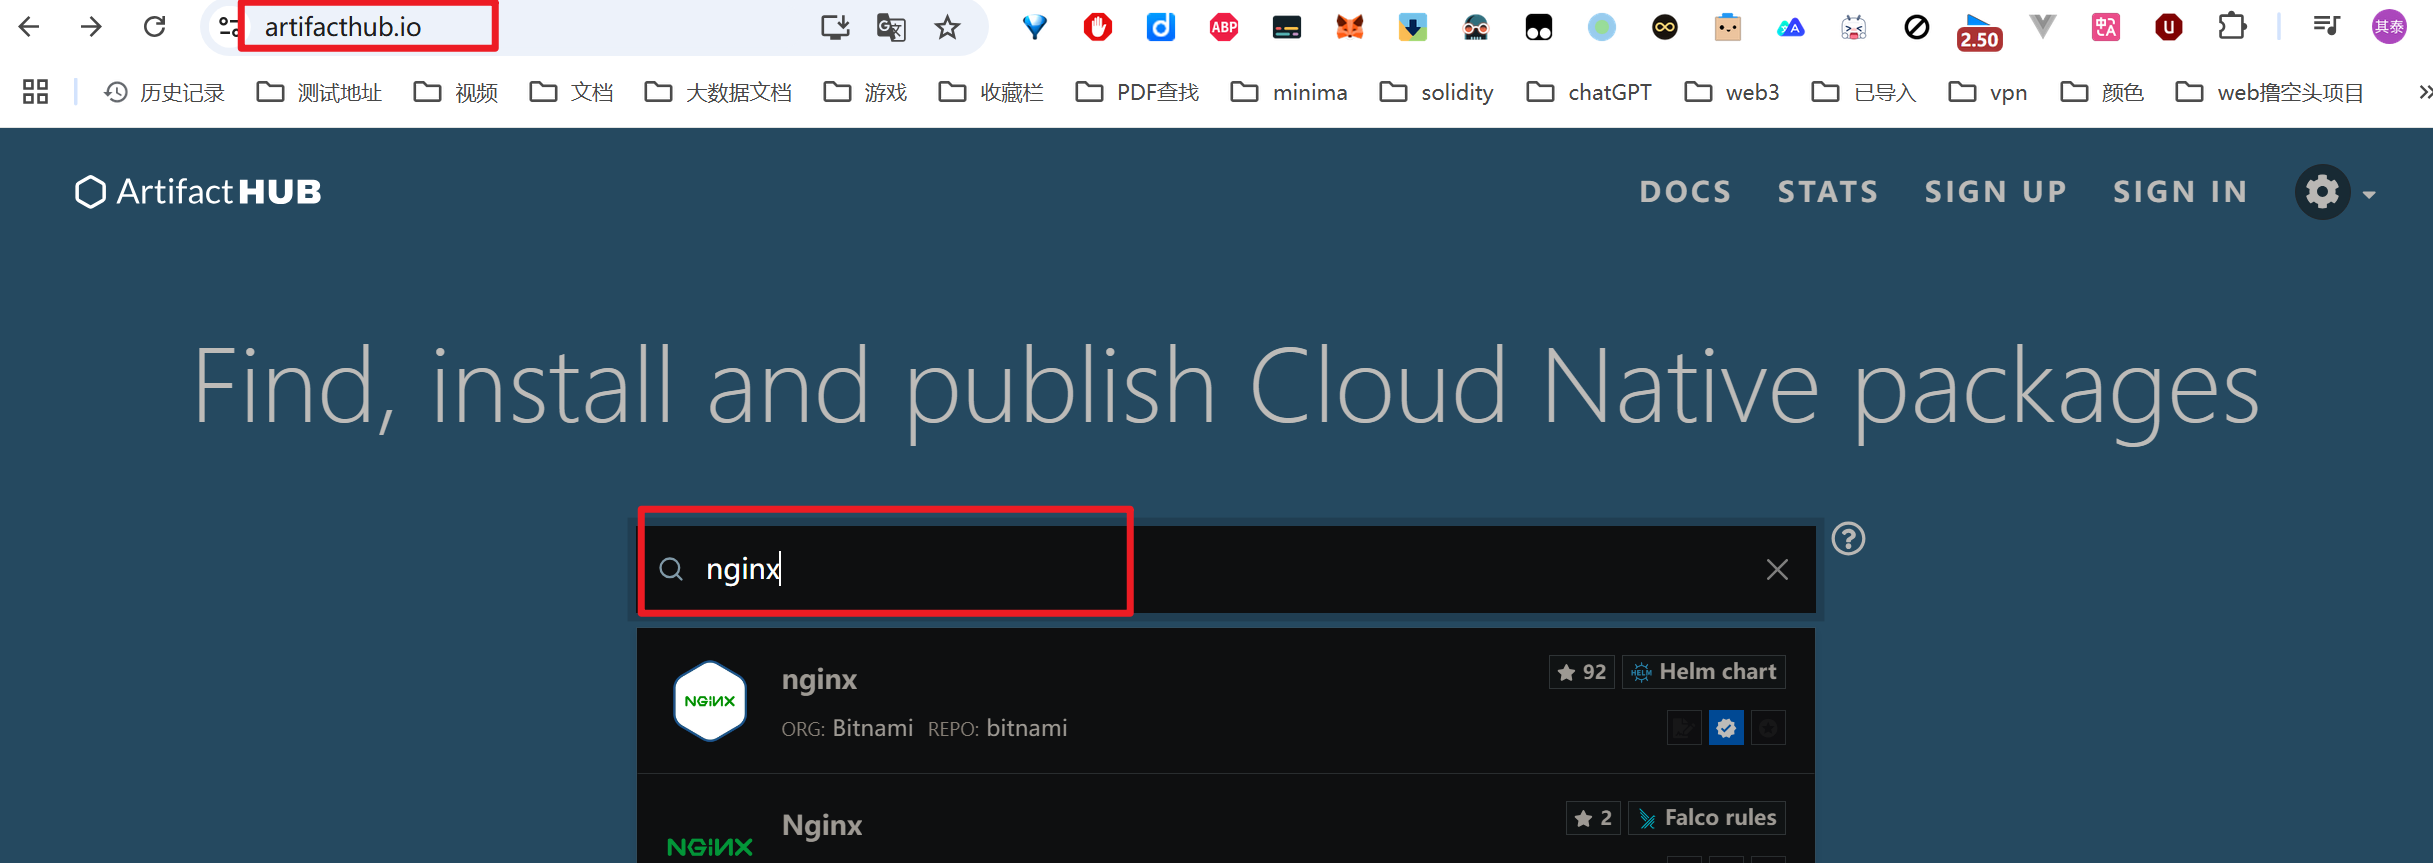 artifacthub.io
ABP
2.50
中
A
U
其泰
历史记录 测试地址 视频 文档 大数据文档 游戏 收藏栏 PDF查找 minima solidity chatGPT web3 已导入 vpn 颜色 web撸空头项目
Artifact HUB DOCS STATS SIGN UP SIGN IN
Find, install and publish Cloud Native packages
nginx
nginx 92 HELM Helm chart
NGINX
ORG: Bitnami REPO: bitnami
Nginx 2 Falco rules
NGINX